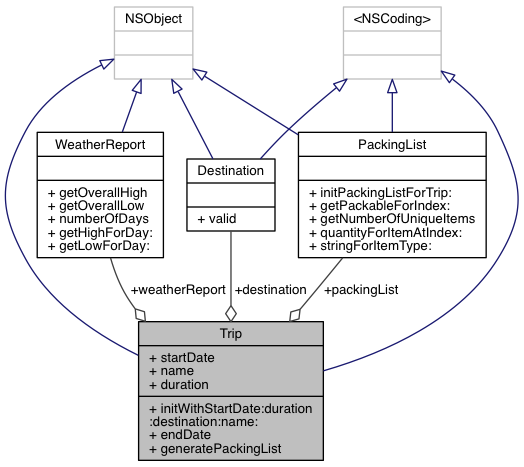 NSObject
<NSCoding>
WeatherReport
+ getOverallHigh
+ getOverallLow
+ numberOfDays
+ getHighForDay:
+ getLowForDay:
Destination
+ valid
PackingList
+ initPackingListForTrip:
+ getPackableForIndex:
+ getNumberOfUniqueItems
+ quantityForItemAtIndex:
+ stringForItemType:
+weatherReport
+destination
+packingList
Trip
+ startDate
+ name
+ duration
+ initWithStartDate:duration
:destination:name:
+ endDate
+ generatePackingList